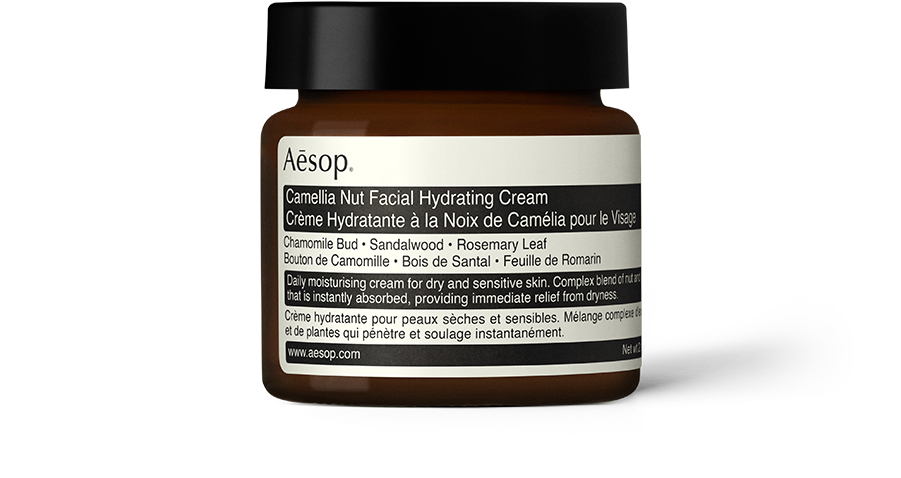 Aēsop®
Camellia Nut Facial Hydrating Cream
Crème Hydratante à la Noix de Camélia pour le Visage
Chamomile Bud • Sandalwood • Rosemary Leaf
Bouton de Camomille • Bois de Santal • Feuille de Romarin
Daily moisturising cream for dry and sensitive skin. Complex blend of nut and
that is instantly absorbed, providing immediate relief from dryness.
Crème hydratante pour peaux sèches et sensibles. Mélange complexe
et de plantes qui pénètre et soulage instantanément.
www.aesop.com Net wt 2